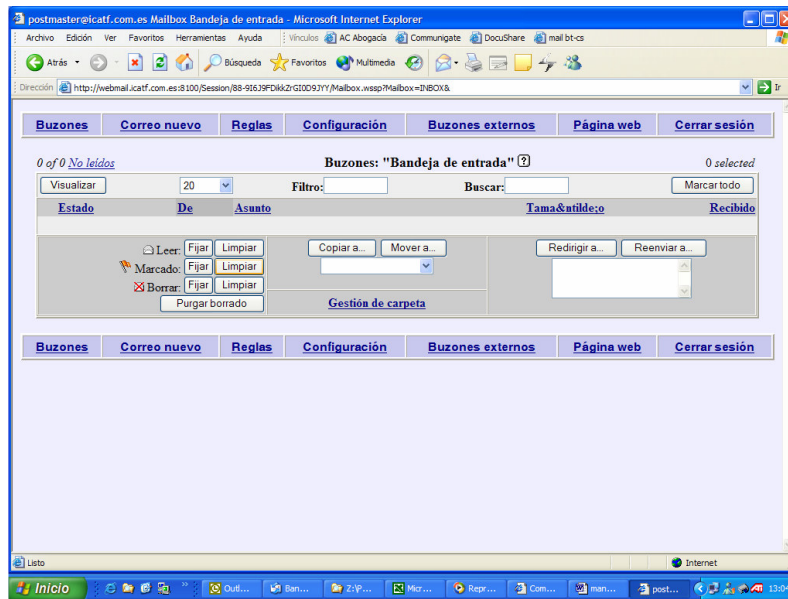 postmaster@icatf.com.es Mailbox Bandeja de entrada - Microsoft Internet Explorer
Archivo Edición Ver Favoritos Herramientas Ayuda Vínculos AC Abogacía Communigate DocuShare mail bt-cs
Atrás Búsqueda Favoritos Multimedia
Dirección http://webmail.icatf.com.es:8100/Session/ /Mailbox.wssp?Mailbox=INBOX& Ir
Buzones Correo nuevo Reglas Configuración Buzones externos Página web Cerrar sesión
0 of 0 No leídos Buzones: "Bandeja de entrada" ? 0 selected
Visualizar 20 Filtro: Buscar: Marcar todo
Estado De Asunto Tama&ntilde;o Recibido
Leer: Fijar Limpiar Copiar a... Mover a... Redirigir a... Reenviar a...
Marcado: Fijar Limpiar
Borrar: Fijar Limpiar
Purgar borrado Gestión de carpeta
Buzones Correo nuevo Reglas Configuración Buzones externos Página web Cerrar sesión
Listo Internet
Inicio Outl... Ban... Z:\P... Micr... Repr... Com... man... post... 13:04